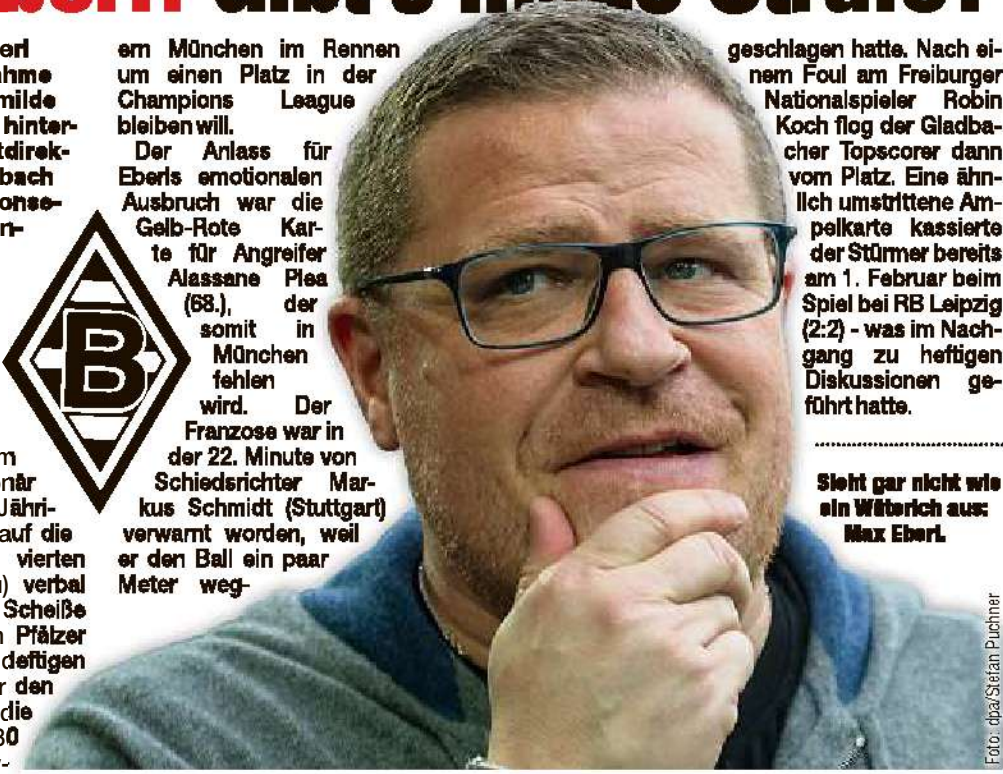 erl
hme
milde
hinter-
tdirek-
bach
onse-
n-
m
när
Jähri-
auf die
vierten
) verbal
Scheiße
n Pfälzer
deftigen
r den
die
30
ern München im Rennen
um einen Platz in der
Champions League
bleiben will.
Der Anlass für
Eberls emotionalen
Ausbruch war die
Gelb-Rote Kar-
te für Angreifer
Alassane Plea
(68.), der
somit in
München
fehlen
wird. Der
Franzose war in
der 22. Minute von
Schiedsrichter Mar-
kus Schmidt (Stuttgart)
verwarnt worden, weil
er den Ball ein paar
Meter weg-
B
geschlagen hatte. Nach ei-
nem Foul am Freiburger
Nationalspieler Robin
Koch flog der Gladba-
cher Topscorer dann
vom Platz. Eine ähn-
lich umstrittene Am-
pelkarte kassierte
der Stürmer bereits
am 1. Februar beim
Spiel bei RB Leipzig
(2:2) - was im Nach-
gang zu heftigen
Diskussionen ge-
führt hatte.
Sieht gar nicht wie
ein Wüterich aus:
Max Eberl.
Foto: dpa/Stefan Puchner